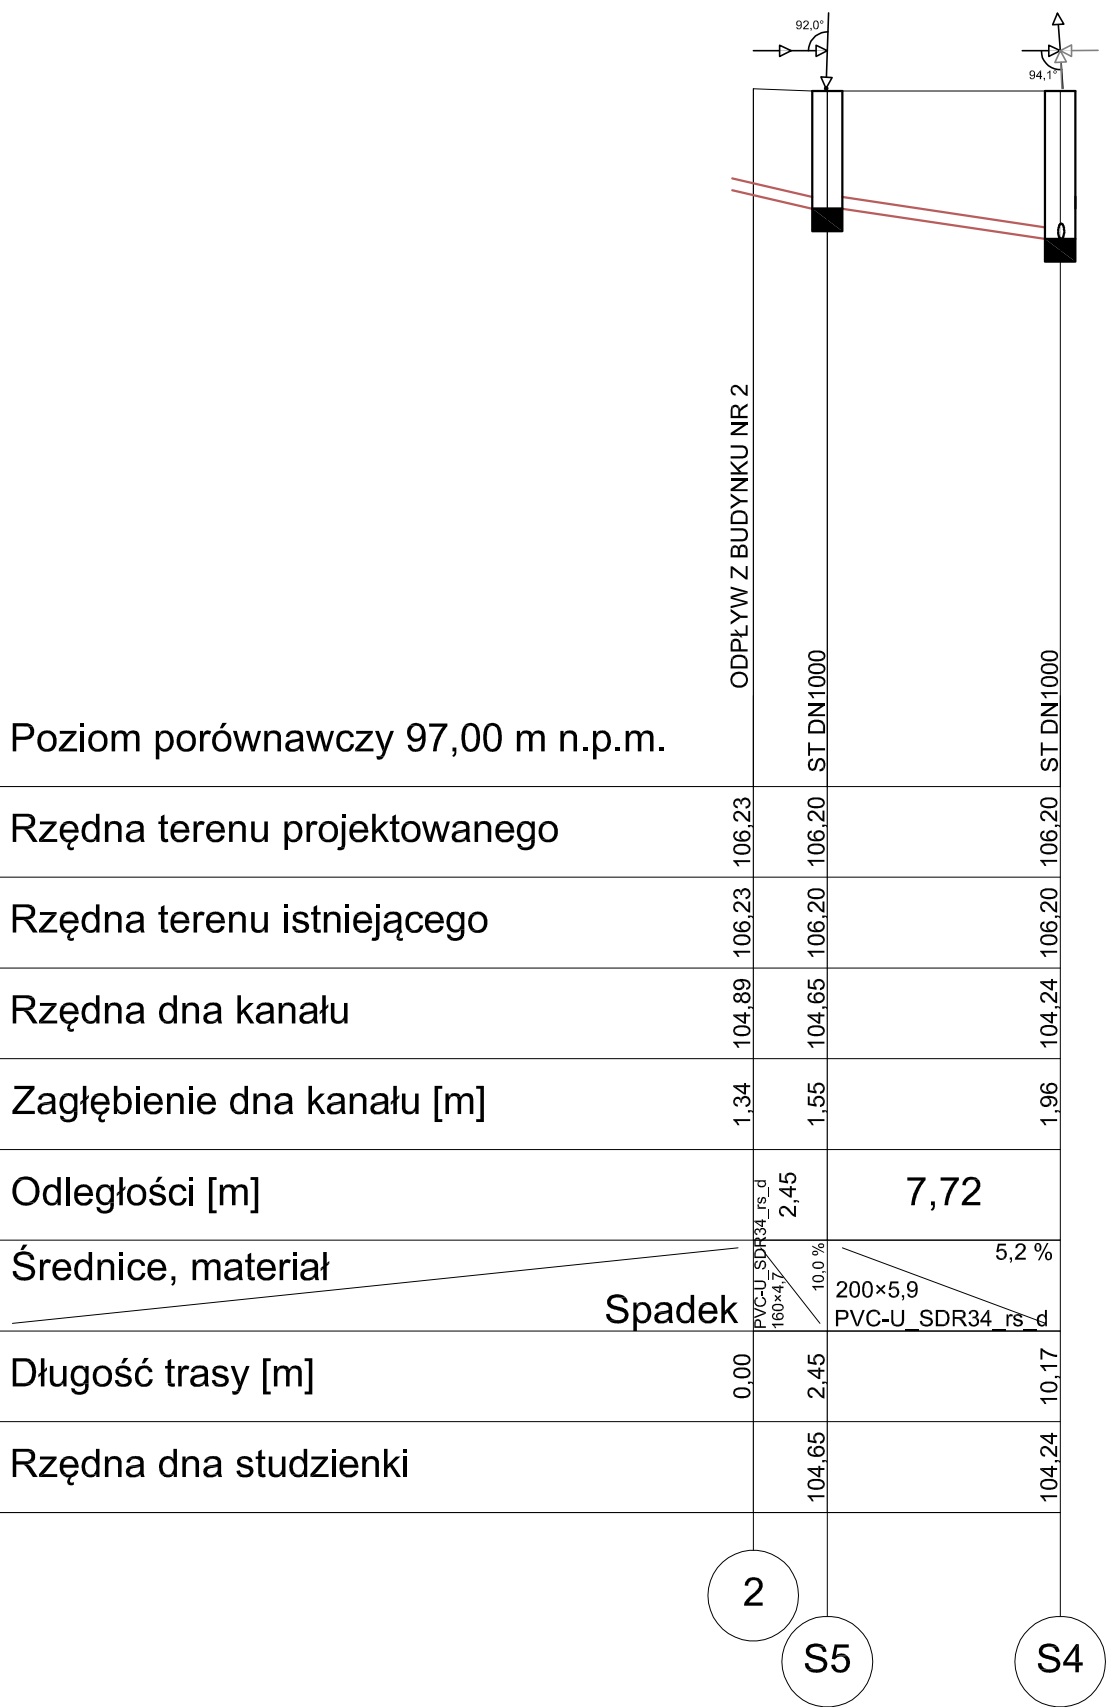 92,0°
94,1°
ODPŁYW Z BUDYNKU NR 2
ST DN1000
ST DN1000
Poziom porównawczy 97,00 m n.p.m.
Rzędna terenu projektowanego
106,23
106,20
106,20
Rzędna terenu istniejącego
106,23
106,20
106,20
Rzędna dna kanału
104,89
104,65
104,24
Zagłębienie dna kanału [m]
1,34
1,55
1,96
Odległości [m]
2,45
7,72
Średnice, materiał
Spadek
PVC-U_SDR34_rs_d
160×4,7
10,0 %
5,2 %
200×5,9
PVC-U_SDR34_rs_d
Długość trasy [m]
0,00
2,45
10,17
Rzędna dna studzienki
104,65
104,24
2
S5
S4